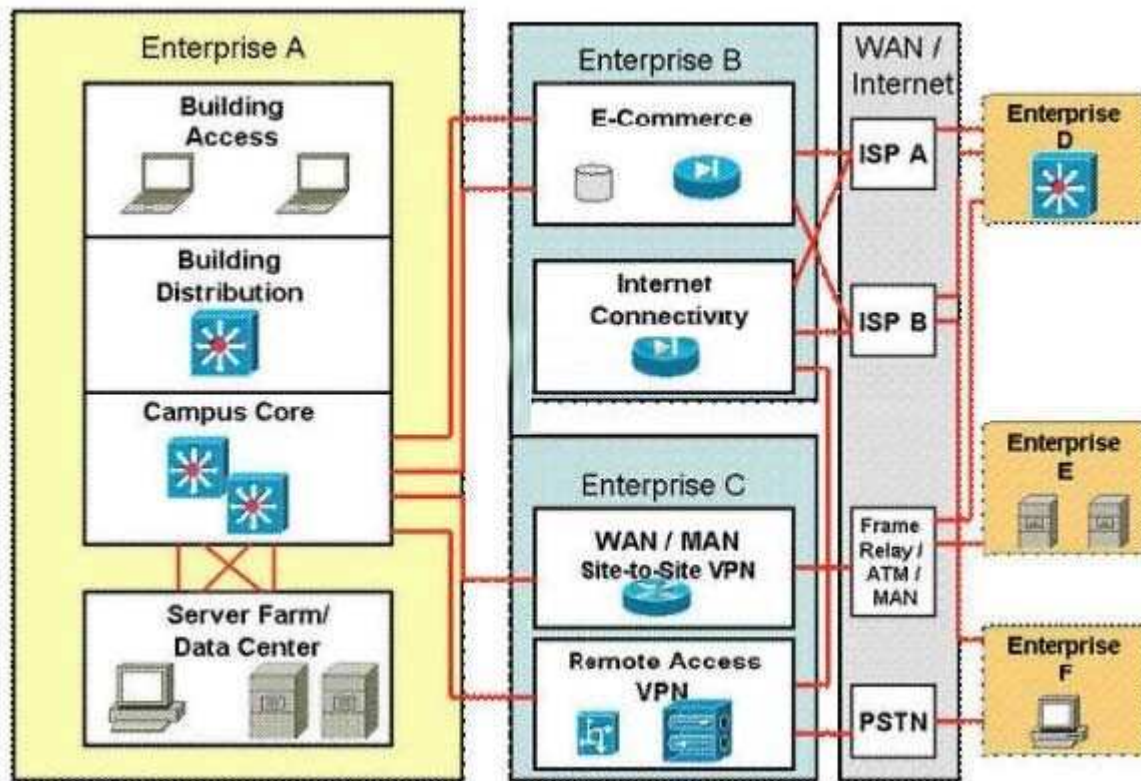 Enterprise A
Building
Access
Building
Distribution
Campus Core
Server Farm/
Data Center
Enterprise B
E-Commerce
Internet
Connectivity
Enterprise C
WAN / MAN
Site-to-Site VPN
Remote Access
VPN
WAN /
Internet
ISP A
ISP B
Frame
Relay /
ATM /
MAN
PSTN
Enterprise
D
Enterprise
E
Enterprise
F